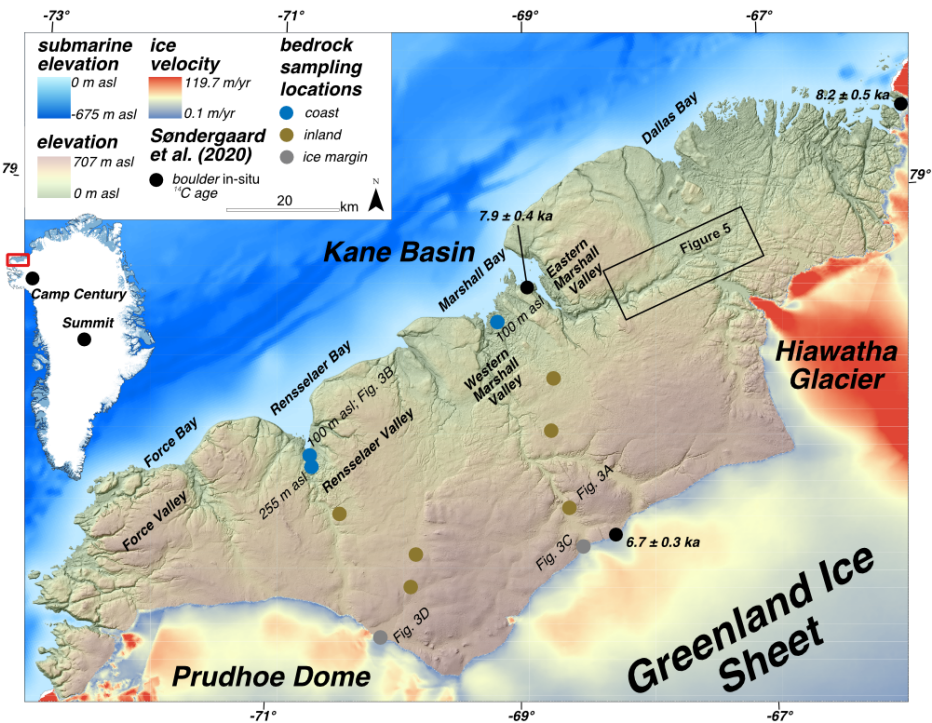 -73°
-71°
-69°
-67°
submarine
elevation
0 m asl
-675 m asl
ice
velocity
119.7 m/yr
0.1 m/yr
bedrock
sampling
locations
coast
inland
ice margin
elevation
707 m asl
0 m asl
Søndergaard
et al. (2020)
boulder in-situ
¹⁴C age
20
km
N
79
79°
8.2 ± 0.5 ka
Dallas Bay
7.9 ± 0.4 ka
Kane Basin
Marshall Bay
Eastern
Marshall
Valley
Figure 5
100 m asl
Camp Century
Summit
Hiawatha
Glacier
Rensselaer Bay
Western
Marshall
Valley
100 m asl; Fig. 3B
Rensselaer Valley
Force Bay
255 m asl
Force Valley
Fig. 3A
Fig. 3C
6.7 ± 0.3 ka
Fig. 3D
Greenland Ice
Sheet
Prudhoe Dome
-71°
-69°
-67°